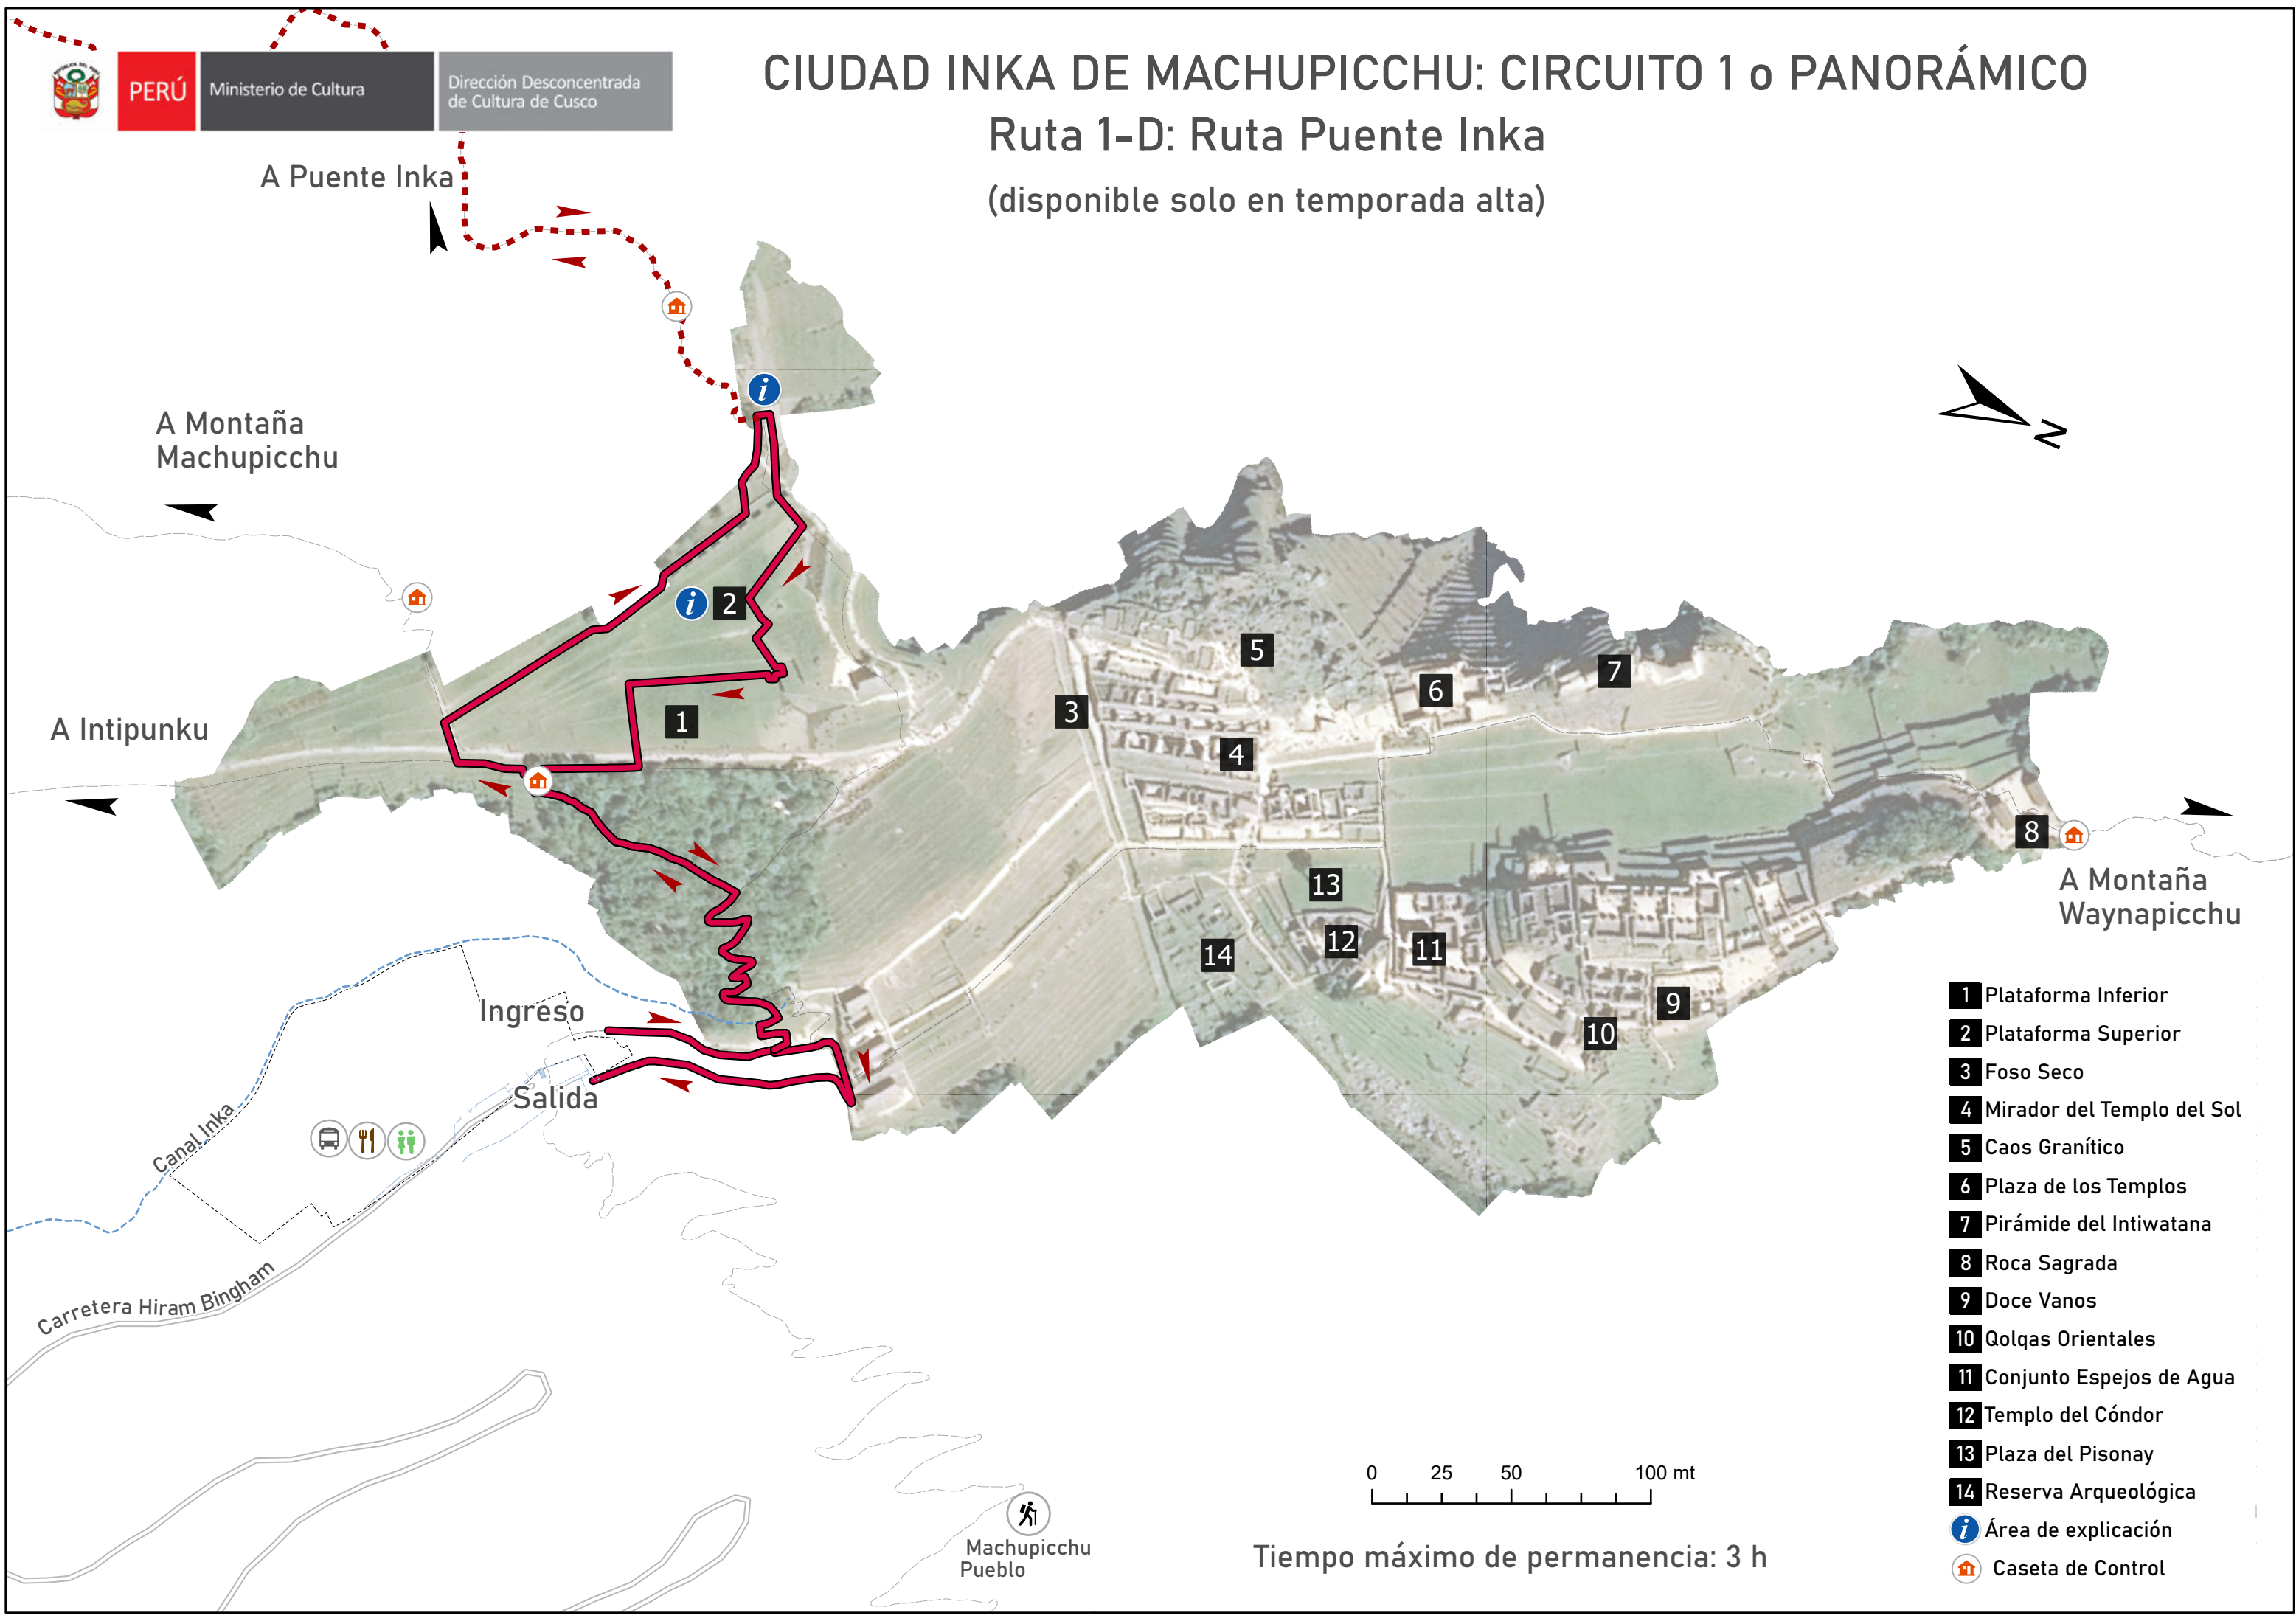 PERÚ
Ministerio de Cultura
Dirección Desconcentrada
de Cultura de Cusco
CIUDAD INKA DE MACHUPICCHU: CIRCUITO 1 o PANORÁMICO
Ruta 1-D: Ruta Puente Inka
(disponible solo en temporada alta)
A Puente Inka
A Montaña
Machupicchu
A Intipunku
N
2
1
3
5
4
6
7
8
13
12
11
14
9
10
A Montaña
Waynapicchu
Ingreso
Salida
Canal Inka
Carretera Hiram Bingham
Machupicchu
Pueblo
0 25 50 100 mt
Tiempo máximo de permanencia: 3 h
1 Plataforma Inferior
2 Plataforma Superior
3 Foso Seco
4 Mirador del Templo del Sol
5 Caos Granítico
6 Plaza de los Templos
7 Pirámide del Intiwatana
8 Roca Sagrada
9 Doce Vanos
10 Qolqas Orientales
11 Conjunto Espejos de Agua
12 Templo del Cóndor
13 Plaza del Pisonay
14 Reserva Arqueológica
i Área de explicación
Caseta de Control